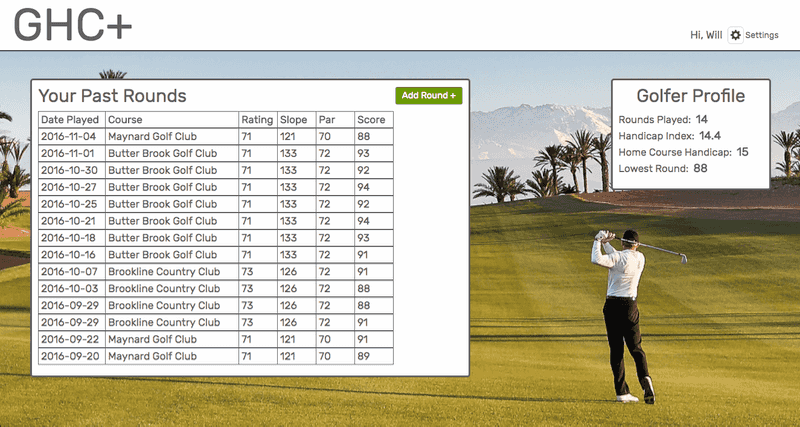 GHC+
Hi, Will Settings
Your Past Rounds Add Round +
Date Played Course Rating Slope Par Score
2016-11-04 Maynard Golf Club 71 121 70 88
2016-11-01 Butter Brook Golf Club 71 133 72 93
2016-10-30 Butter Brook Golf Club 71 133 72 92
2016-10-27 Butter Brook Golf Club 71 133 72 94
2016-10-25 Butter Brook Golf Club 71 133 72 92
2016-10-21 Butter Brook Golf Club 71 133 72 94
2016-10-18 Butter Brook Golf Club 71 133 72 93
2016-10-16 Butter Brook Golf Club 71 133 72 91
2016-10-07 Brookline Country Club 73 126 72 91
2016-10-03 Brookline Country Club 73 126 72 88
2016-09-29 Brookline Country Club 73 126 72 88
2016-09-29 Brookline Country Club 73 126 72 91
2016-09-22 Maynard Golf Club 71 121 70 91
2016-09-20 Maynard Golf Club 71 121 70 89
Golfer Profile
Rounds Played: 14
Handicap Index: 14.4
Home Course Handicap: 15
Lowest Round: 88